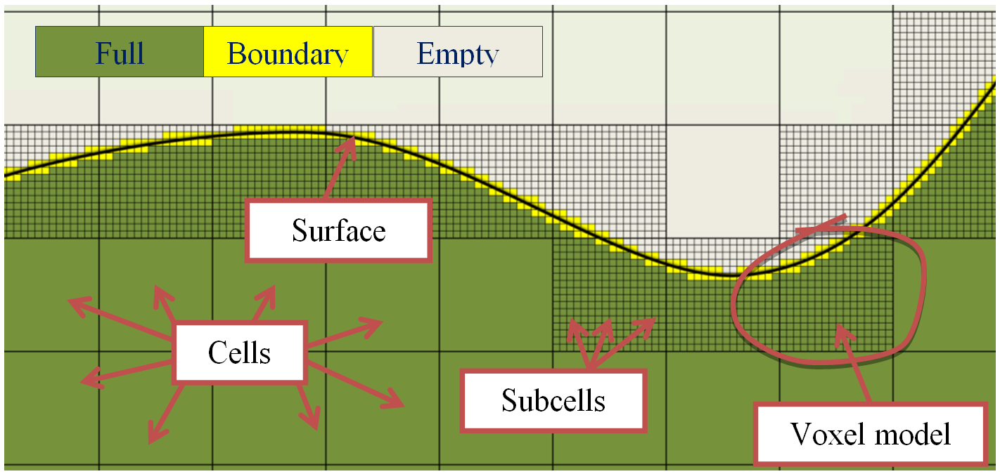 Full
Boundary
Empty
Surface
Cells
Subcells
Voxel model